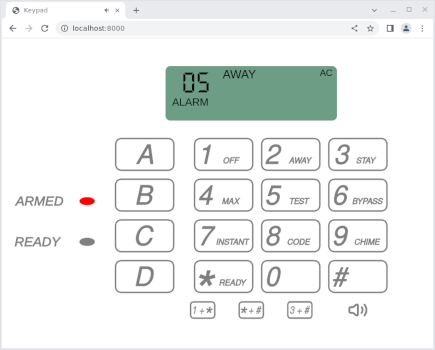 Keypad
localhost:8000
05 AWAY AC
ALARM
A 1 OFF 2 AWAY 3 STAY
ARMED B 4 MAX 5 TEST 6 BYPASS
READY C 7 INSTANT 8 CODE 9 CHIME
D * READY 0 #
1+* *+# 3+#